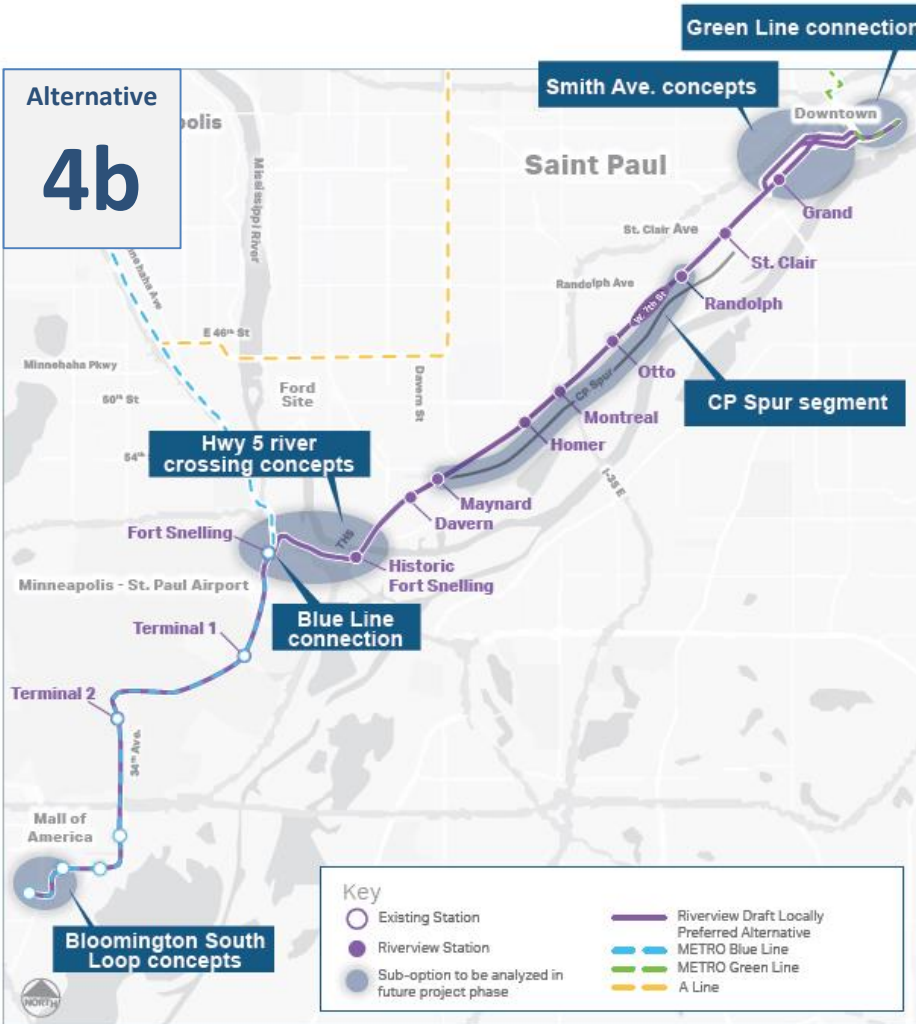 Green Line connection
Smith Ave. concepts
Alternative
4b
Downtown
Saint Paul
Mississippi River
Grand
St. Clair Ave
St. Clair
Randolph Ave
Randolph
W. 7th St
E 46th St
Minnehaha Pkwy
Otto
50th St
Ford
Site
Davern St
CP Spur
CP Spur segment
Montreal
Homer
Hwy 5 river
crossing concepts
54th
I-35 E
Maynard
Davern
Fort Snelling
TH5
Historic
Fort Snelling
Minneapolis - St. Paul Airport
Blue Line
connection
Terminal 1
Terminal 2
34th Ave.
Mall of
America
Bloomington South
Loop concepts
Key
Existing Station
Riverview Station
Sub-option to be analyzed in
future project phase
Riverview Draft Locally
Preferred Alternative
METRO Blue Line
METRO Green Line
A Line
NORTH